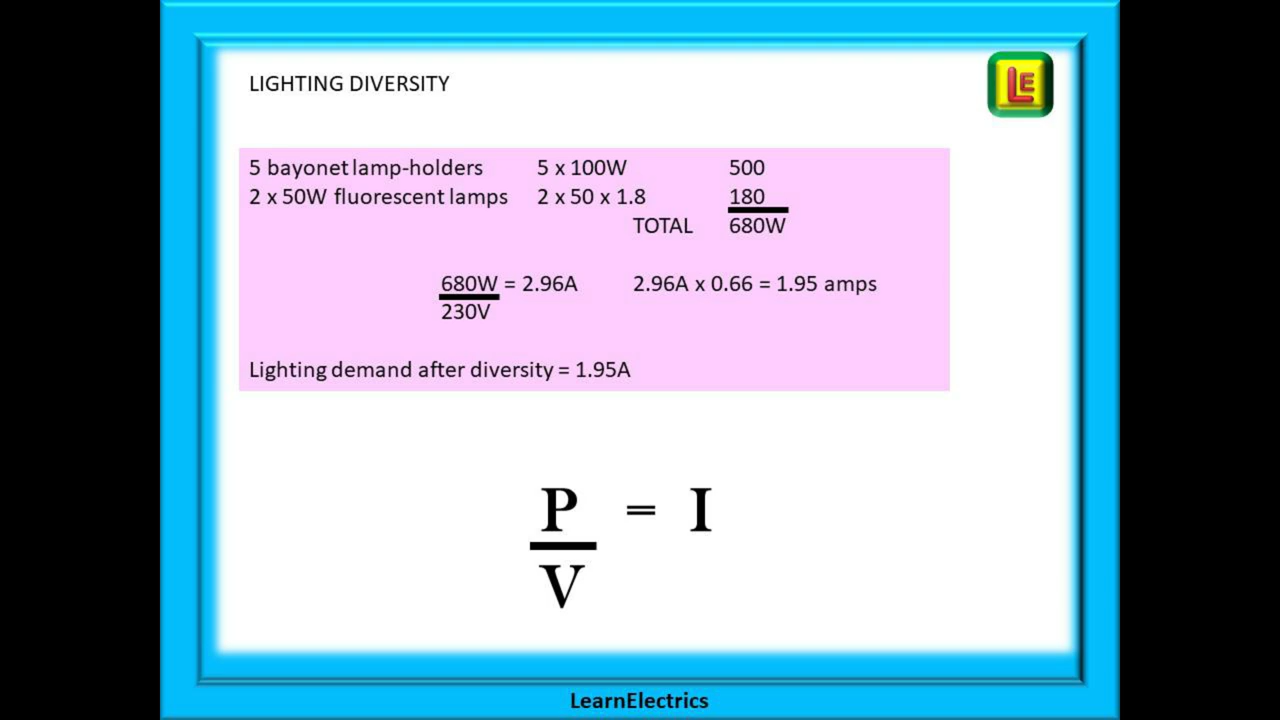 LIGHTING DIVERSITY
LE
5 bayonet lamp-holders 5 x 100W 500
2 x 50W fluorescent lamps 2 x 50 x 1.8 180
TOTAL 680W
680W = 2.96A 2.96A x 0.66 = 1.95 amps
230V
Lighting demand after diversity = 1.95A
P = I
V
LearnElectrics